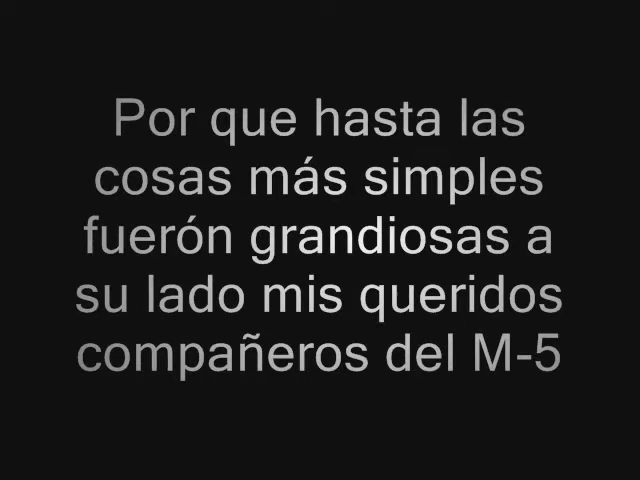 Por que hasta las
cosas más simples
fuerón grandiosas a
su lado mis queridos
compañeros del M-5